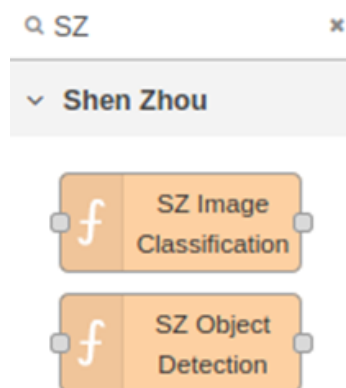 SZ
Shen Zhou
SZ Image
Classification
SZ Object
Detection